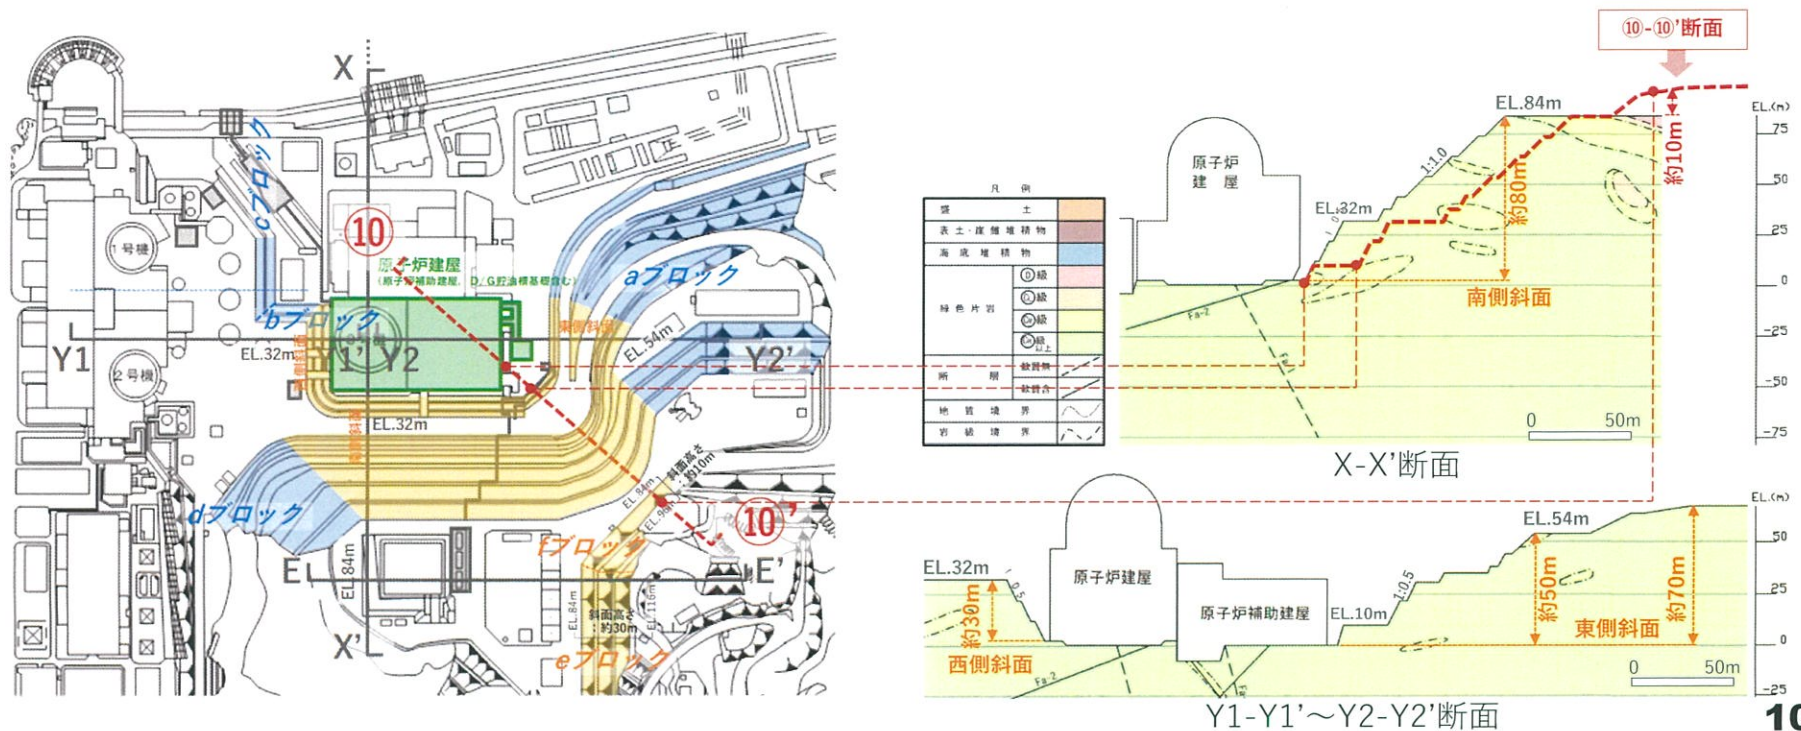 X
cブロック
⑩
1号機
原子炉建屋
(原子炉補助建屋, D/G貯油槽基礎含む)
aブロック
東側斜面
EL.54m
bブロック
Y1
EL.32m
Y1'
Y2
Y2'
2号機
EL.32m
dブロック
斜面高さ
:約10m
EL.84m
⑩'
fブロック
E
EL.84m
E'
EL.84m
EL.116m
斜面高さ
:約30m
X'
eブロック
凡例
盛土
表土・崖錐堆積物
海底堆積物
緑色片岩
Ⓓ級
級
級
級
以上
断層
地質境界
岩級境界
⑩-⑩'断面
EL.84m
EL.(m)
75
50
25
0
-25
-50
-75
約10m
1:1.0
約80m
原子炉
建屋
EL.32m
南側斜面
Fa-2
0 50m
X-X'断面
EL.(m)
50
25
0
-25
EL.54m
EL.32m
約30m
西側斜面
原子炉建屋
原子炉補助建屋
EL.10m
1:0.5
約50m
約70m
東側斜面
Fa-2
0 50m
Y1-Y1'～Y2-Y2'断面
10